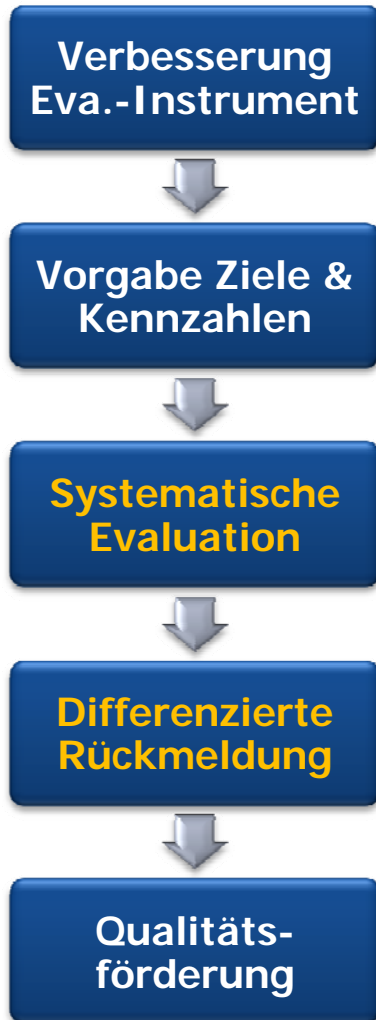 Verbesserung
Eva.-Instrument
Vorgabe Ziele &
Kennzahlen
Systematische
Evaluation
Differenzierte
Rückmeldung
Qualitäts-
förderung